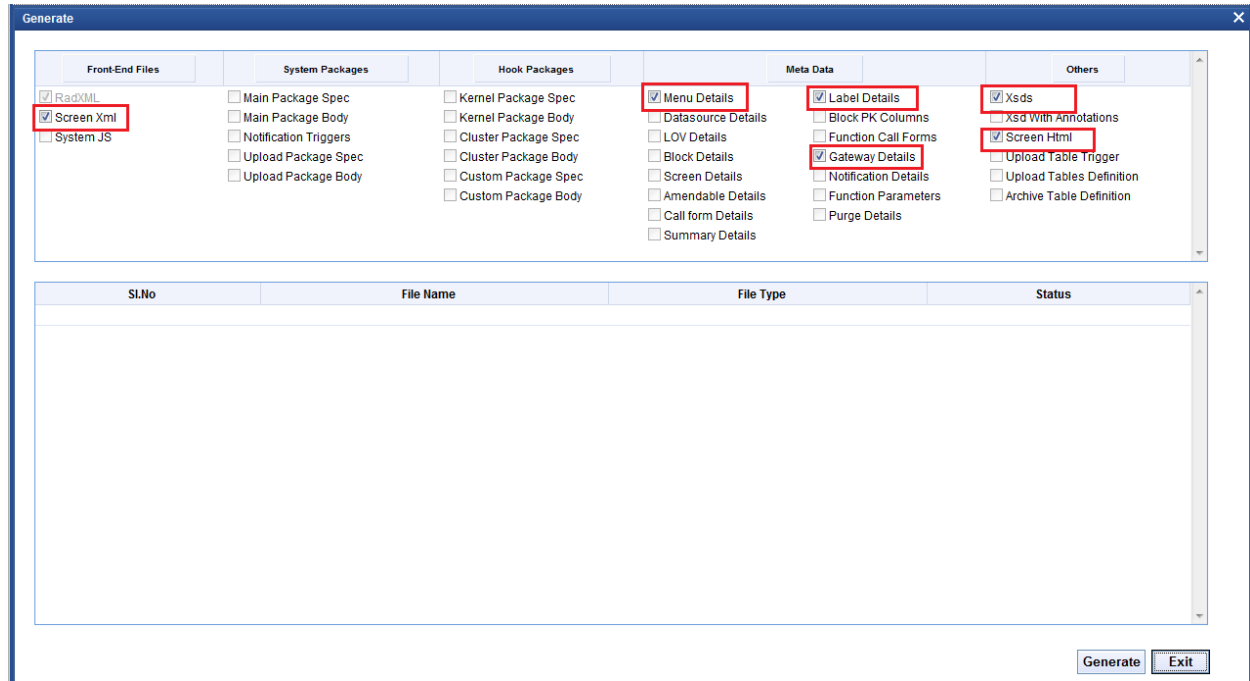 Generate
Front-End Files
System Packages
Hook Packages
Meta Data
Others
RadXML
Screen Xml
System JS
Main Package Spec
Main Package Body
Notification Triggers
Upload Package Spec
Upload Package Body
Kernel Package Spec
Kernel Package Body
Cluster Package Spec
Cluster Package Body
Custom Package Spec
Custom Package Body
Menu Details
Datasource Details
LOV Details
Block Details
Screen Details
Amendable Details
Call form Details
Summary Details
Label Details
Block PK Columns
Function Call Forms
Gateway Details
Notification Details
Function Parameters
Purge Details
Xsds
Xsd With Annotations
Screen Html
Upload Table Trigger
Upload Tables Definition
Archive Table Definition
Sl.No
File Name
File Type
Status
Generate
Exit